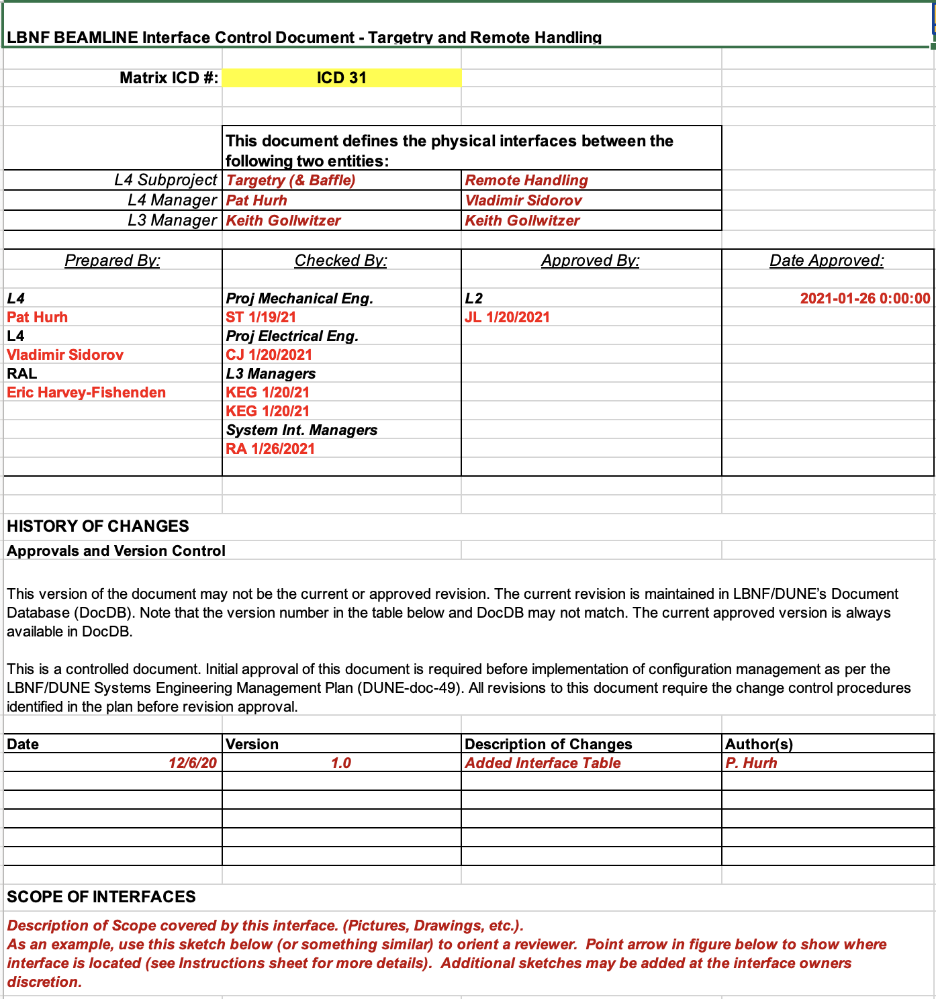 LBNF BEAMLINE Interface Control Document - Targetry and Remote Handling
Matrix ICD #: ICD 31
This document defines the physical interfaces between the
following two entities:
L4 Subproject Targetry (& Baffle) Remote Handling
L4 Manager Pat Hurh Vladimir Sidorov
L3 Manager Keith Gollwitzer Keith Gollwitzer
Prepared By: Checked By: Approved By: Date Approved:
L4 Proj Mechanical Eng. L2 2021-01-26 0:00:00
Pat Hurh ST 1/19/21 JL 1/20/2021
L4 Proj Electrical Eng.
Vladimir Sidorov CJ 1/20/2021
RAL L3 Managers
Eric Harvey-Fishenden KEG 1/20/21
KEG 1/20/21
System Int. Managers
RA 1/26/2021
HISTORY OF CHANGES
Approvals and Version Control
This version of the document may not be the current or approved revision. The current revision is maintained in LBNF/DUNE’s Document
Database (DocDB). Note that the version number in the table below and DocDB may not match. The current approved version is always
available in DocDB.
This is a controlled document. Initial approval of this document is required before implementation of configuration management as per the
LBNF/DUNE Systems Engineering Management Plan (DUNE-doc-49). All revisions to this document require the change control procedures
identified in the plan before revision approval.
Date Version Description of Changes Author(s)
12/6/20 1.0 Added Interface Table P. Hurh
SCOPE OF INTERFACES
Description of Scope covered by this interface. (Pictures, Drawings, etc.).
As an example, use this sketch below (or something similar) to orient a reviewer.  Point arrow in figure below to show where
interface is located (see Instructions sheet for more details).  Additional sketches may be added at the interface owners
discretion.